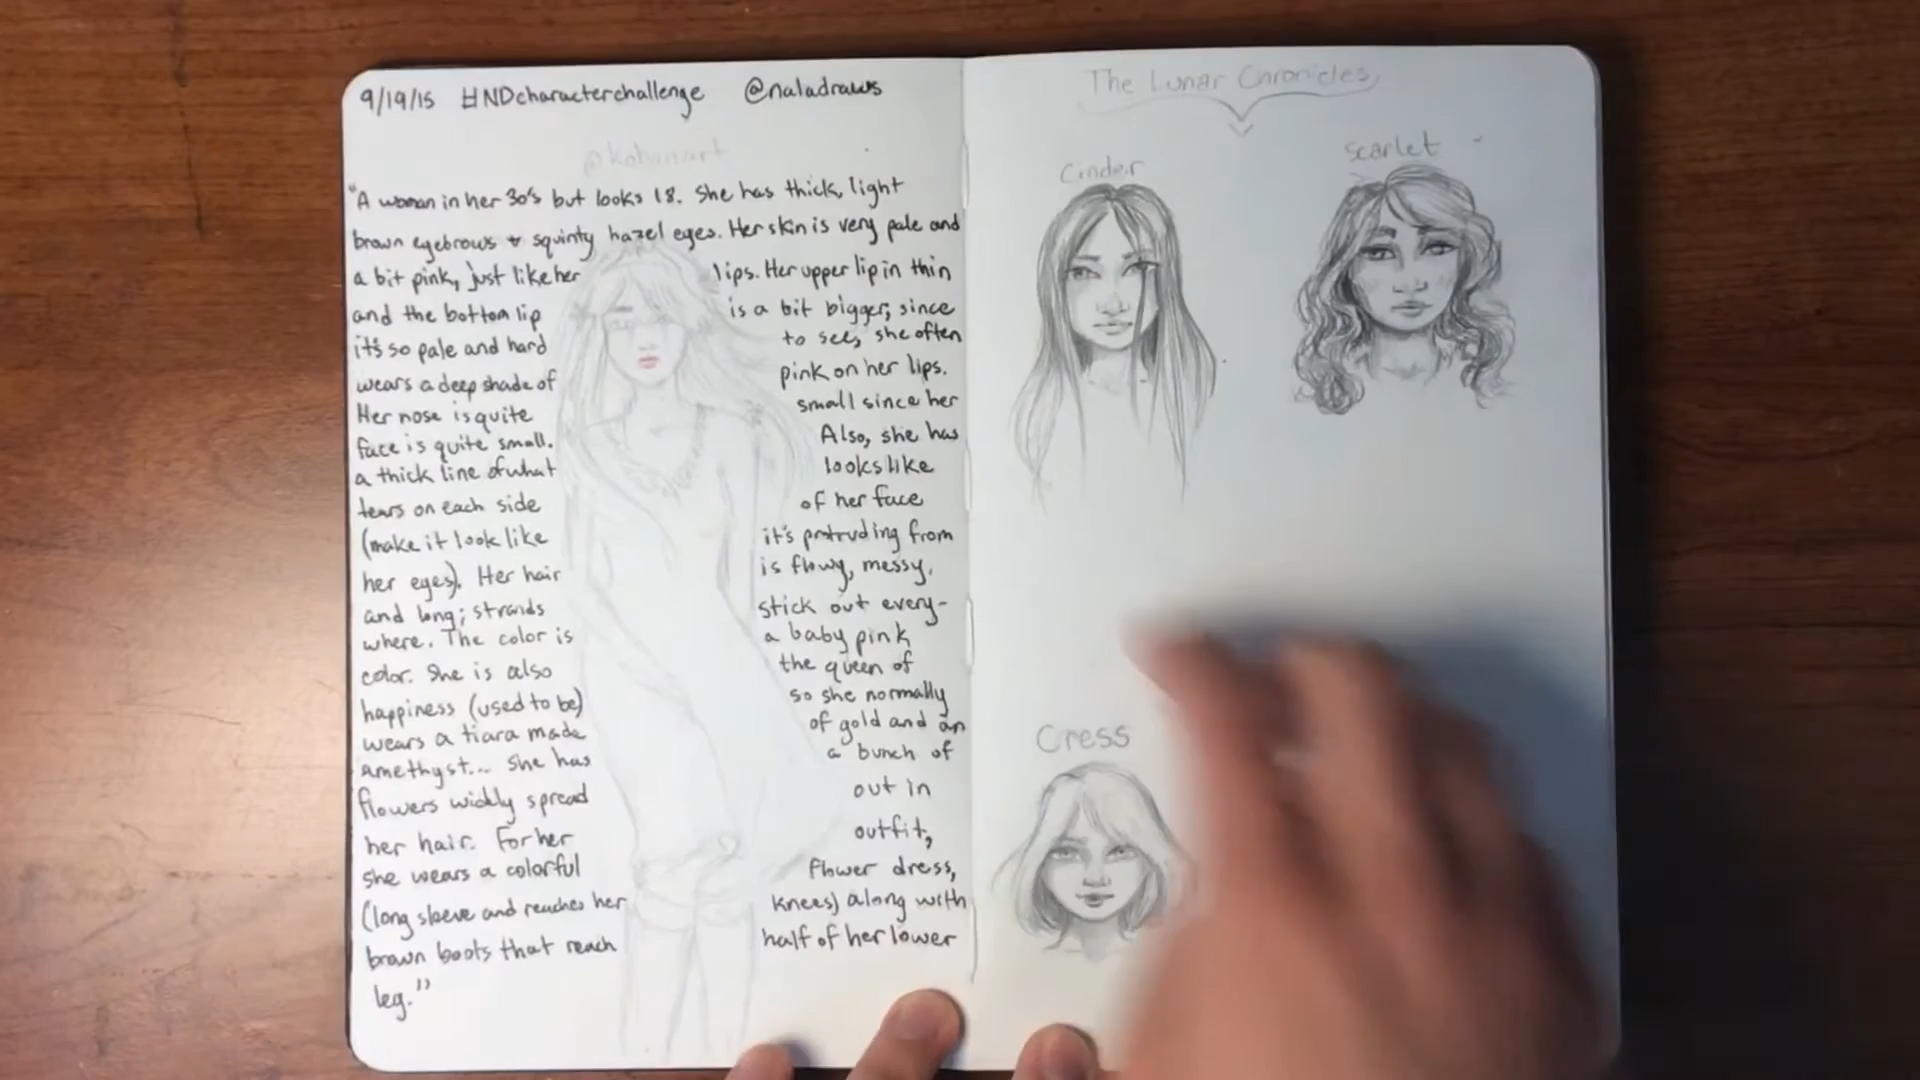 9/19/15 #NDcharacterchallenge @naladraws
@kohanart
"A woman in her 30's but looks 18. She has thick, light
brown eyebrows & squinty hazel eyes. Her skin is very pale and
a bit pink, just like her lips. Her upper lip in thin
and the bottom lip is a bit bigger, since
it's so pale and hard to see, she often
wears a deep shade of pink on her lips.
Her nose is quite small since her
face is quite small. Also, she has
a thick line of what looks like
tears on each side of her face
(make it look like it's protruding from
her eyes). Her hair is flowy, messy,
and long; strands stick out every-
where. The color is a baby pink
color. She is also the queen of
happiness (used to be) so she normally
wears a tiara made of gold and an
amethyst... She has a bunch of
flowers widly spread out in
her hair. For her outfit,
she wears a colorful flower dress,
(long sleeve and reaches her knees) along with
brown boots that reach half of her lower
leg."
The Lunar Chronicles
Cinder
Scarlet
Cress